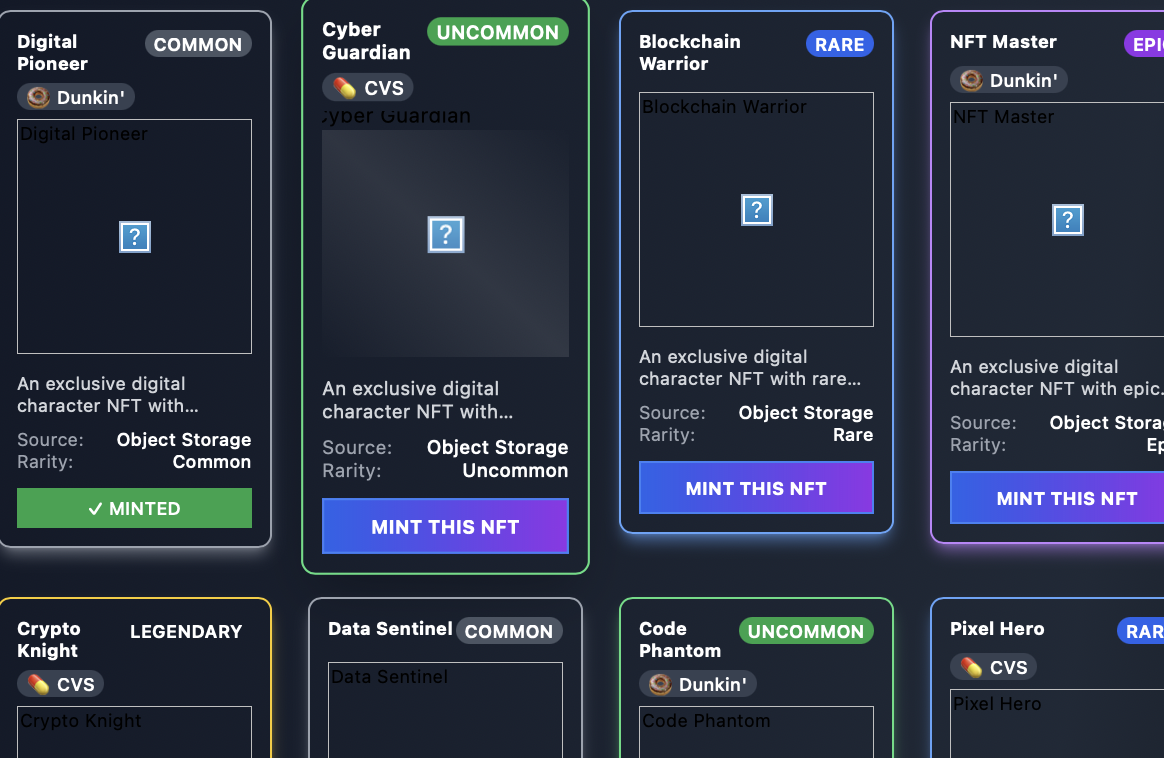 Digital
Pioneer
COMMON
Dunkin'
Digital Pioneer
?
An exclusive digital
character NFT with...
Source: Object Storage
Rarity: Common
✓ MINTED
Cyber
Guardian
UNCOMMON
CVS
Cyber Guardian
?
An exclusive digital
character NFT with...
Source: Object Storage
Rarity: Uncommon
MINT THIS NFT
Blockchain
Warrior
RARE
Blockchain Warrior
?
An exclusive digital
character NFT with rare...
Source: Object Storage
Rarity: Rare
MINT THIS NFT
NFT Master
EPI
Dunkin'
NFT Master
?
An exclusive digital
character NFT with epic.
Source: Object Stora
Rarity: Ep
MINT THIS NFT
Crypto
Knight
LEGENDARY
CVS
Crypto Knight
Data Sentinel
COMMON
Data Sentinel
Code
Phantom
UNCOMMON
Dunkin'
Code Phantom
Pixel Hero
RAR
CVS
Pixel Hero